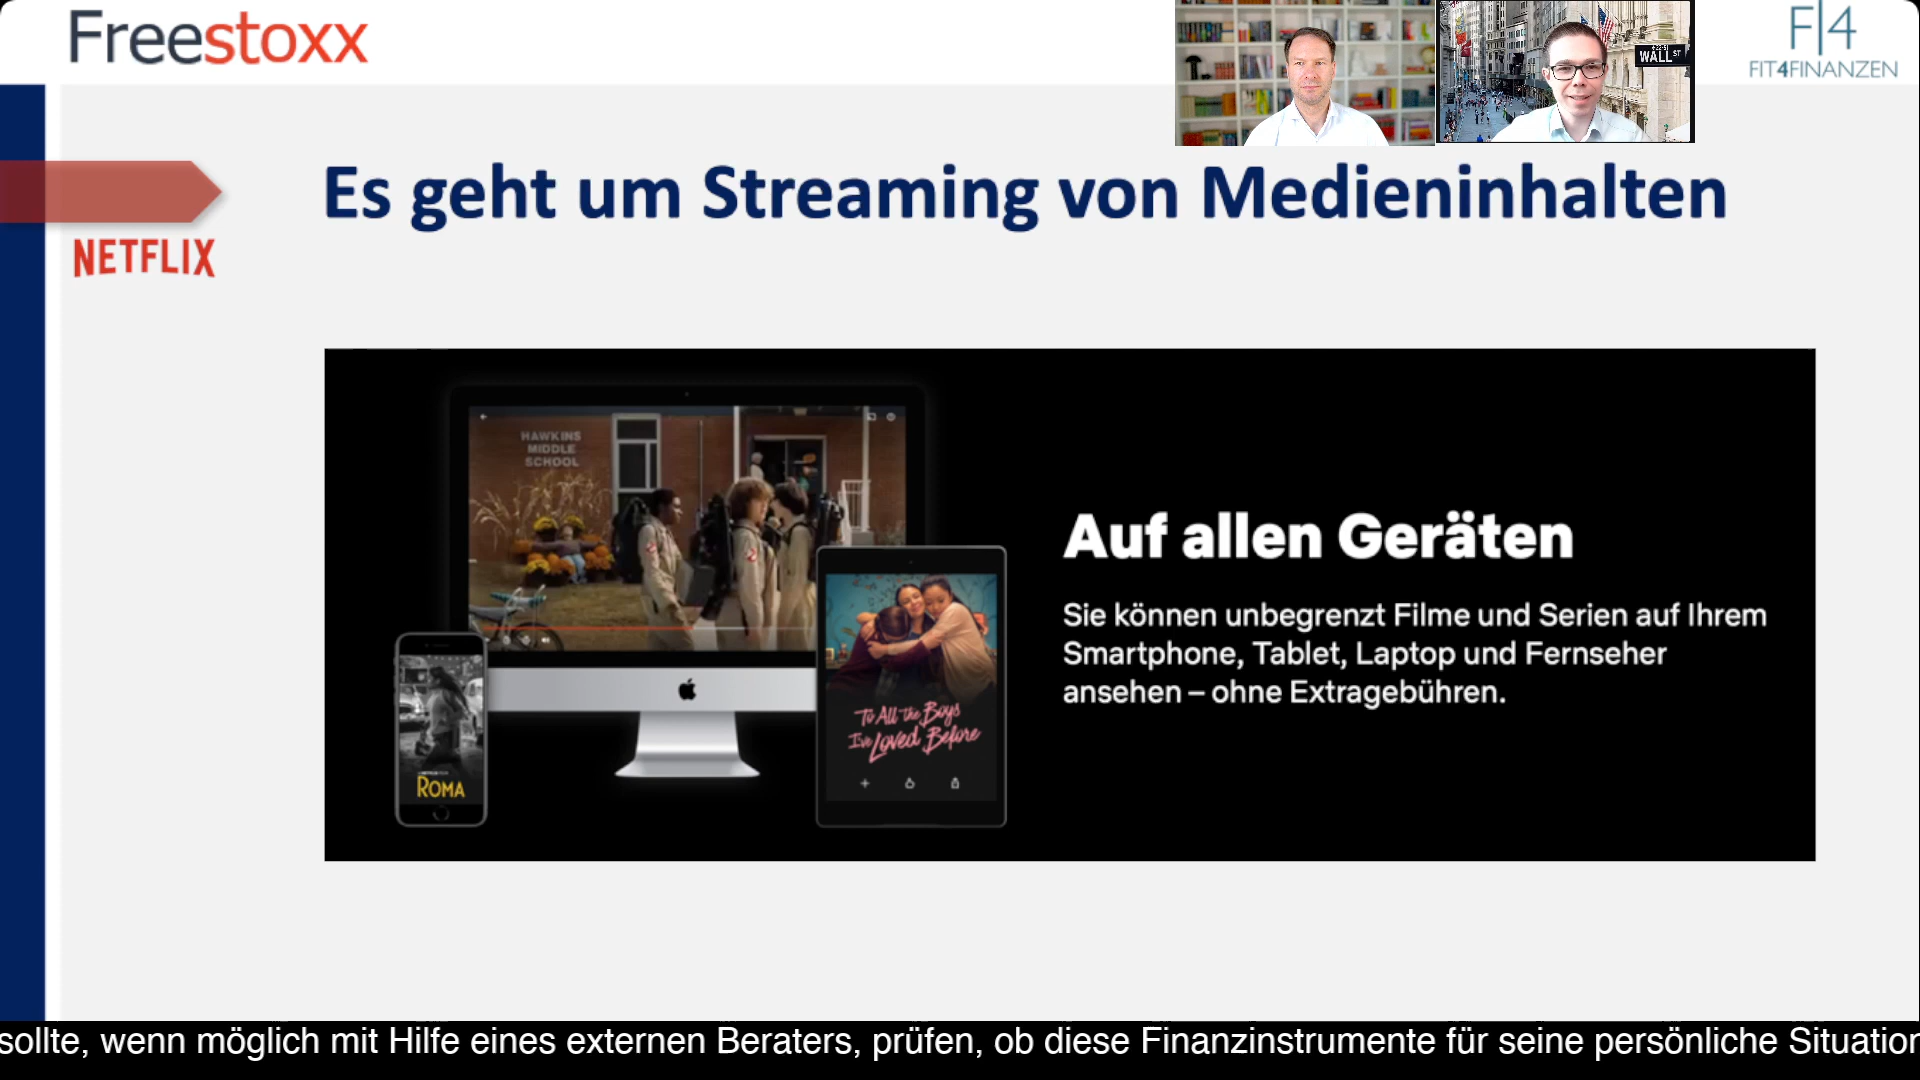 Freestoxx
WALL ST
F|4
FIT4FINANZEN
Es geht um Streaming von Medieninhalten
NETFLIX
HAWKINS
MIDDLE
SCHOOL
Auf allen Geräten
Sie können unbegrenzt Filme und Serien auf Ihrem
Smartphone, Tablet, Laptop und Fernseher
ansehen – ohne Extragebühren.
To All the Boys
I've Loved Before
ROMA
sollte, wenn möglich mit Hilfe eines externen Beraters, prüfen, ob diese Finanzinstrumente für seine persönliche Situation